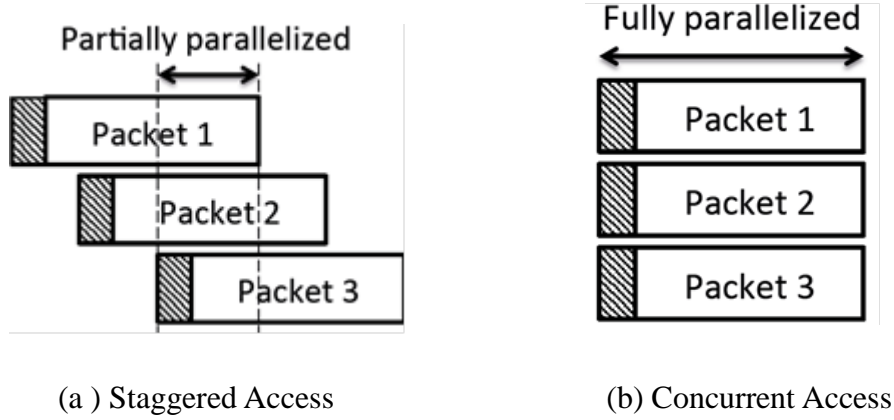 Partially parallelized
Packet 1
Packet 2
Packet 3
Fully parallelized
Packet 1
Packet 2
Packet 3
(a ) Staggered Access
(b) Concurrent Access